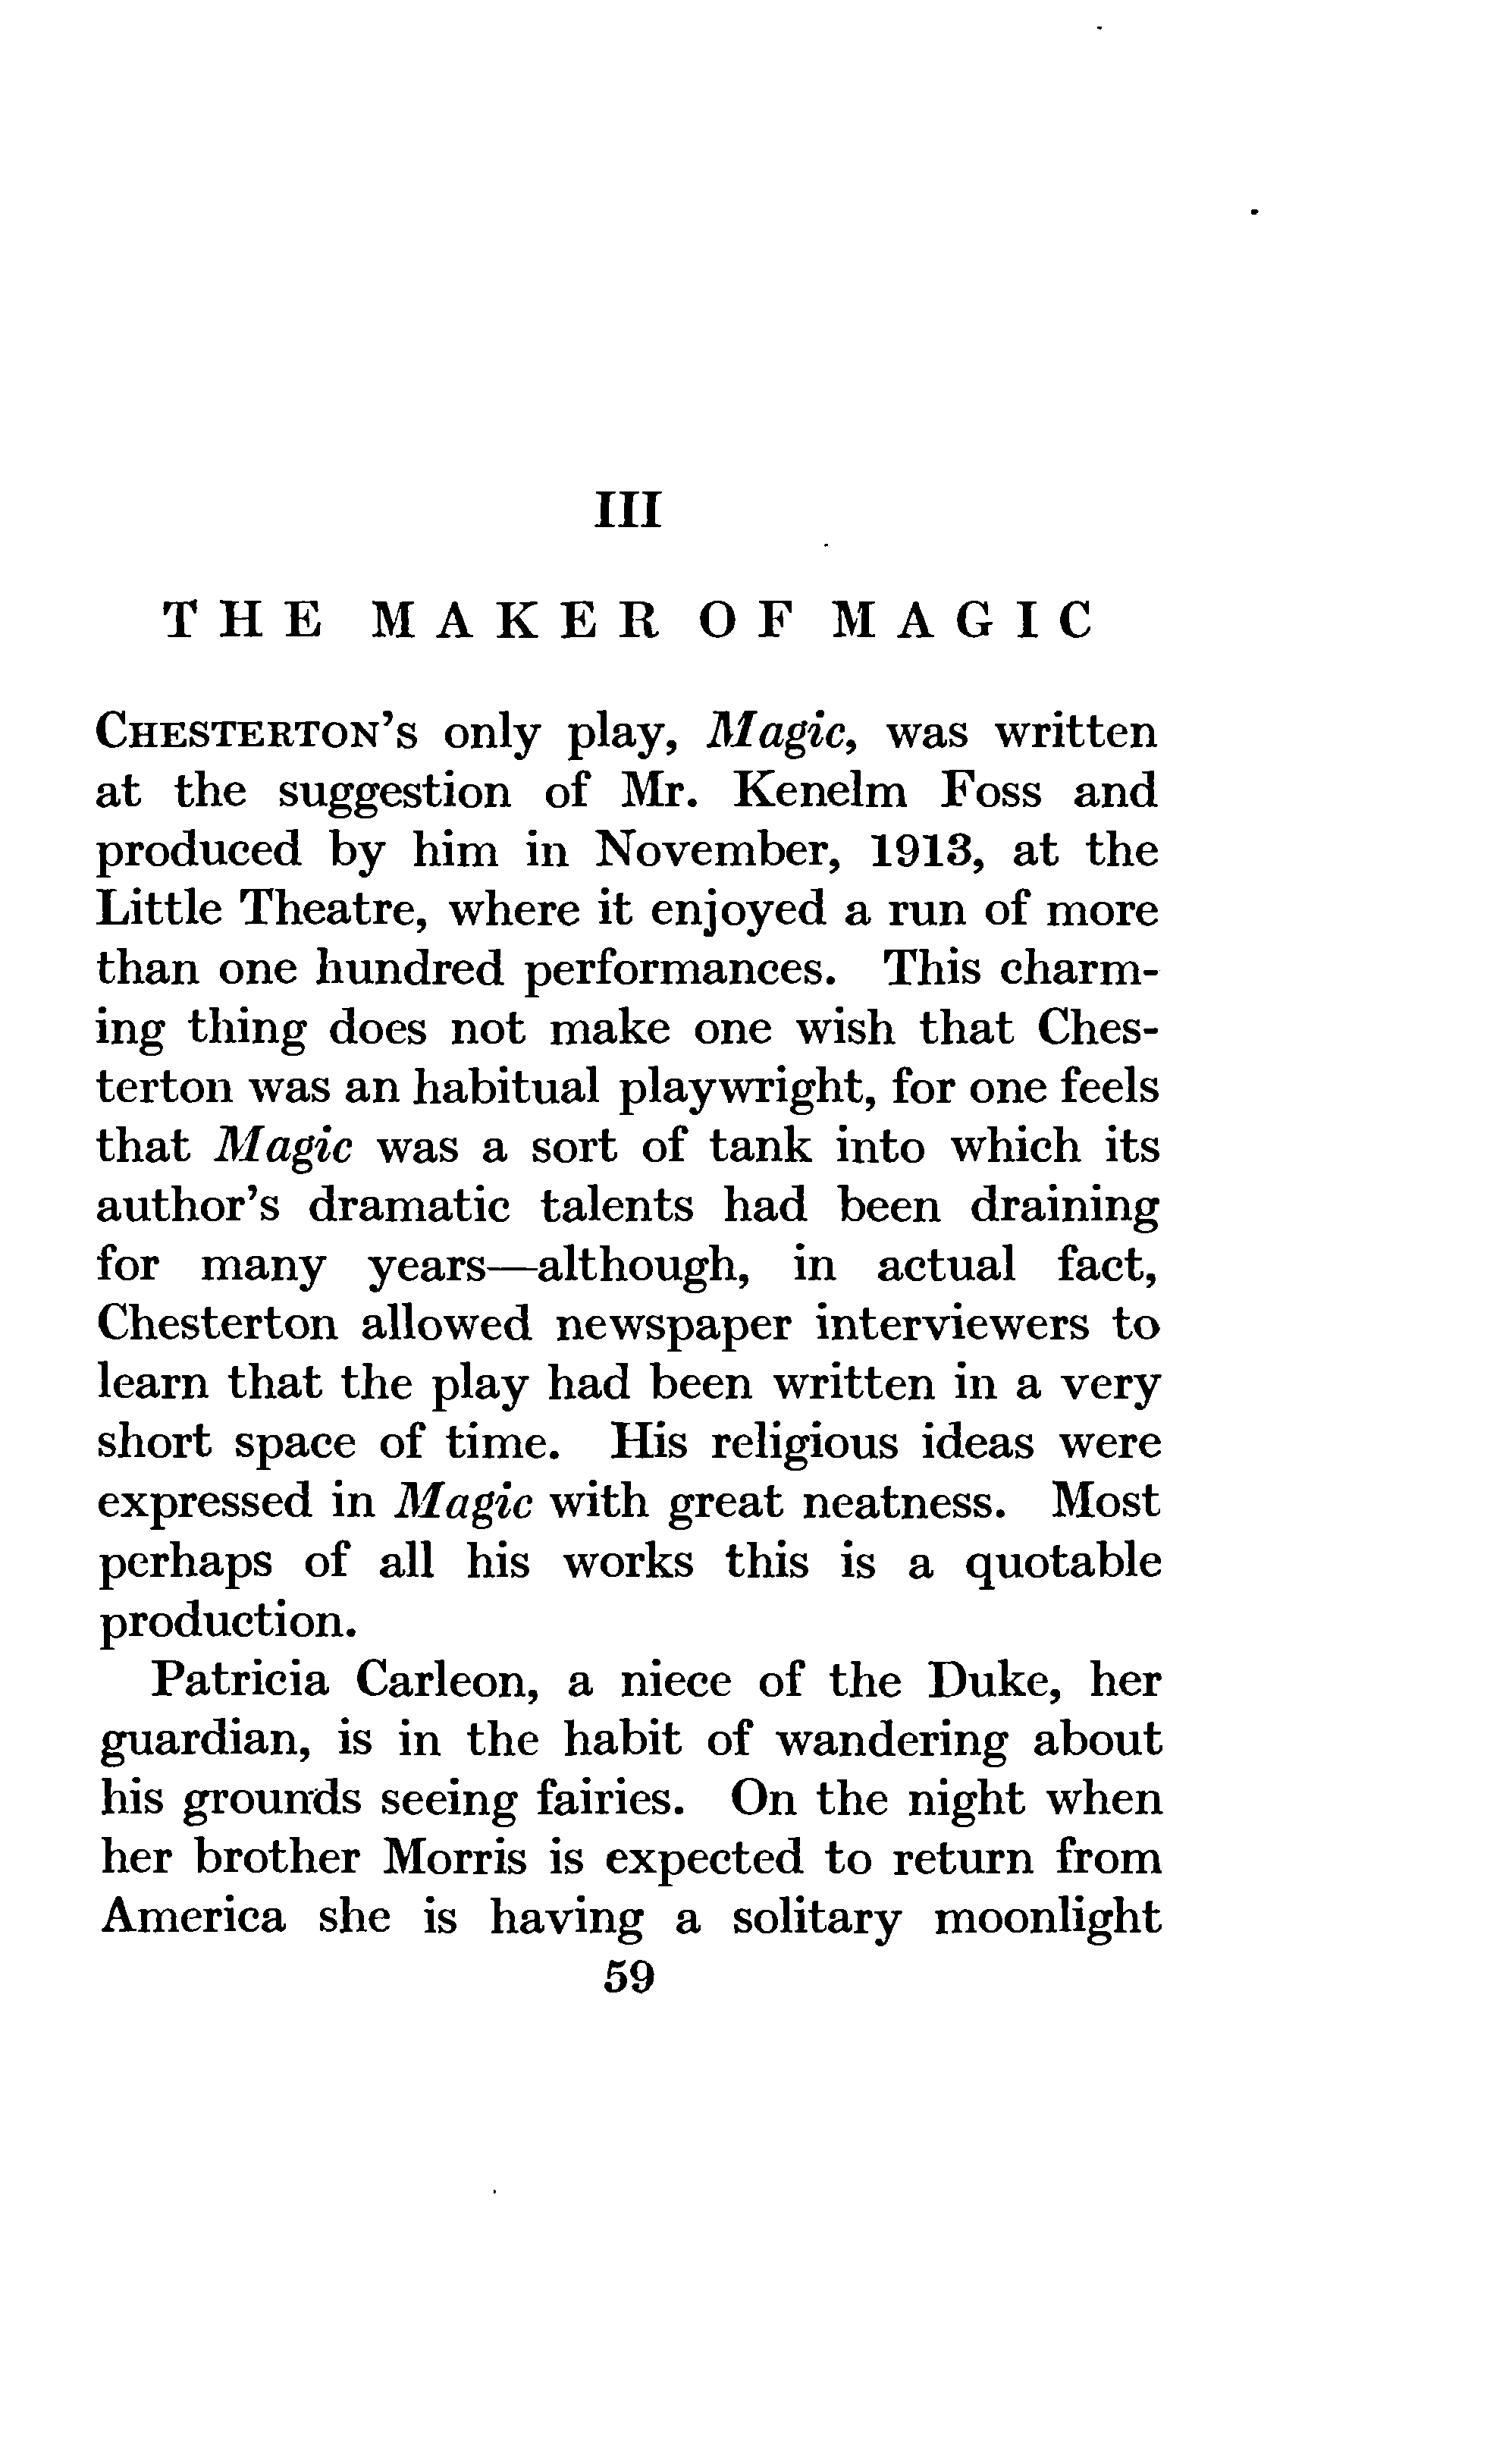 III
THE MAKER OF MAGIC
CHESTERTON'S only play, Magic, was written
at the suggestion of Mr. Kenelm Foss and
produced by him in November, 1913, at the
Little Theatre, where it enjoyed a run of more
than one hundred performances. This charm-
ing thing does not make one wish that Ches-
terton was an habitual playwright, for one feels
that Magic was a sort of tank into which its
author's dramatic talents had been draining
for many years—although, in actual fact,
Chesterton allowed newspaper interviewers to
learn that the play had been written in a very
short space of time. His religious ideas were
expressed in Magic with great neatness. Most
perhaps of all his works this is a quotable
production.
Patricia Carleon, a niece of the Duke, her
guardian, is in the habit of wandering about
his grounds seeing fairies. On the night when
her brother Morris is expected to return from
America she is having a solitary moonlight
59